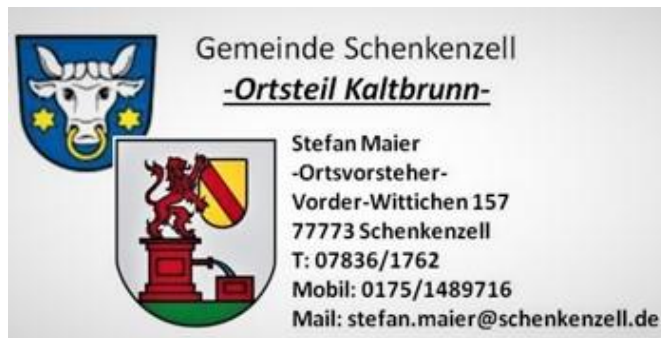 Gemeinde Schenkenzell
-Ortsteil Kaltbrunn-
Stefan Maier
-Ortsvorsteher-
Vorder-Wittichen 157
77773 Schenkenzell
T: 07836/1762
Mobil: 0175/1489716
Mail: stefan.maier@schenkenzell.de